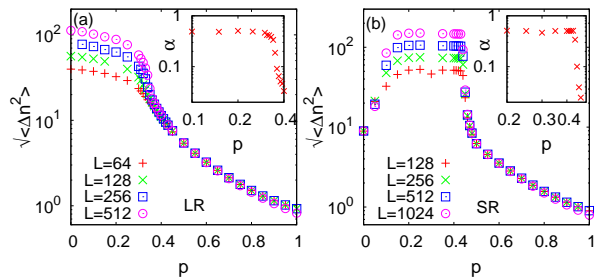 (a)
√<Δn²>
10²
10¹
10⁰
0
0.2
0.4
0.6
0.8
1
p
L=64
L=128
L=256
L=512
LR
α
1
0.1
0.1
0.2
0.4
p
(b)
√<Δn²>
10²
10¹
10⁰
0
0.2
0.4
0.6
0.8
1
p
L=128
L=256
L=512
L=1024
SR
α
1
0.1
0.2
0.3
0.4
p